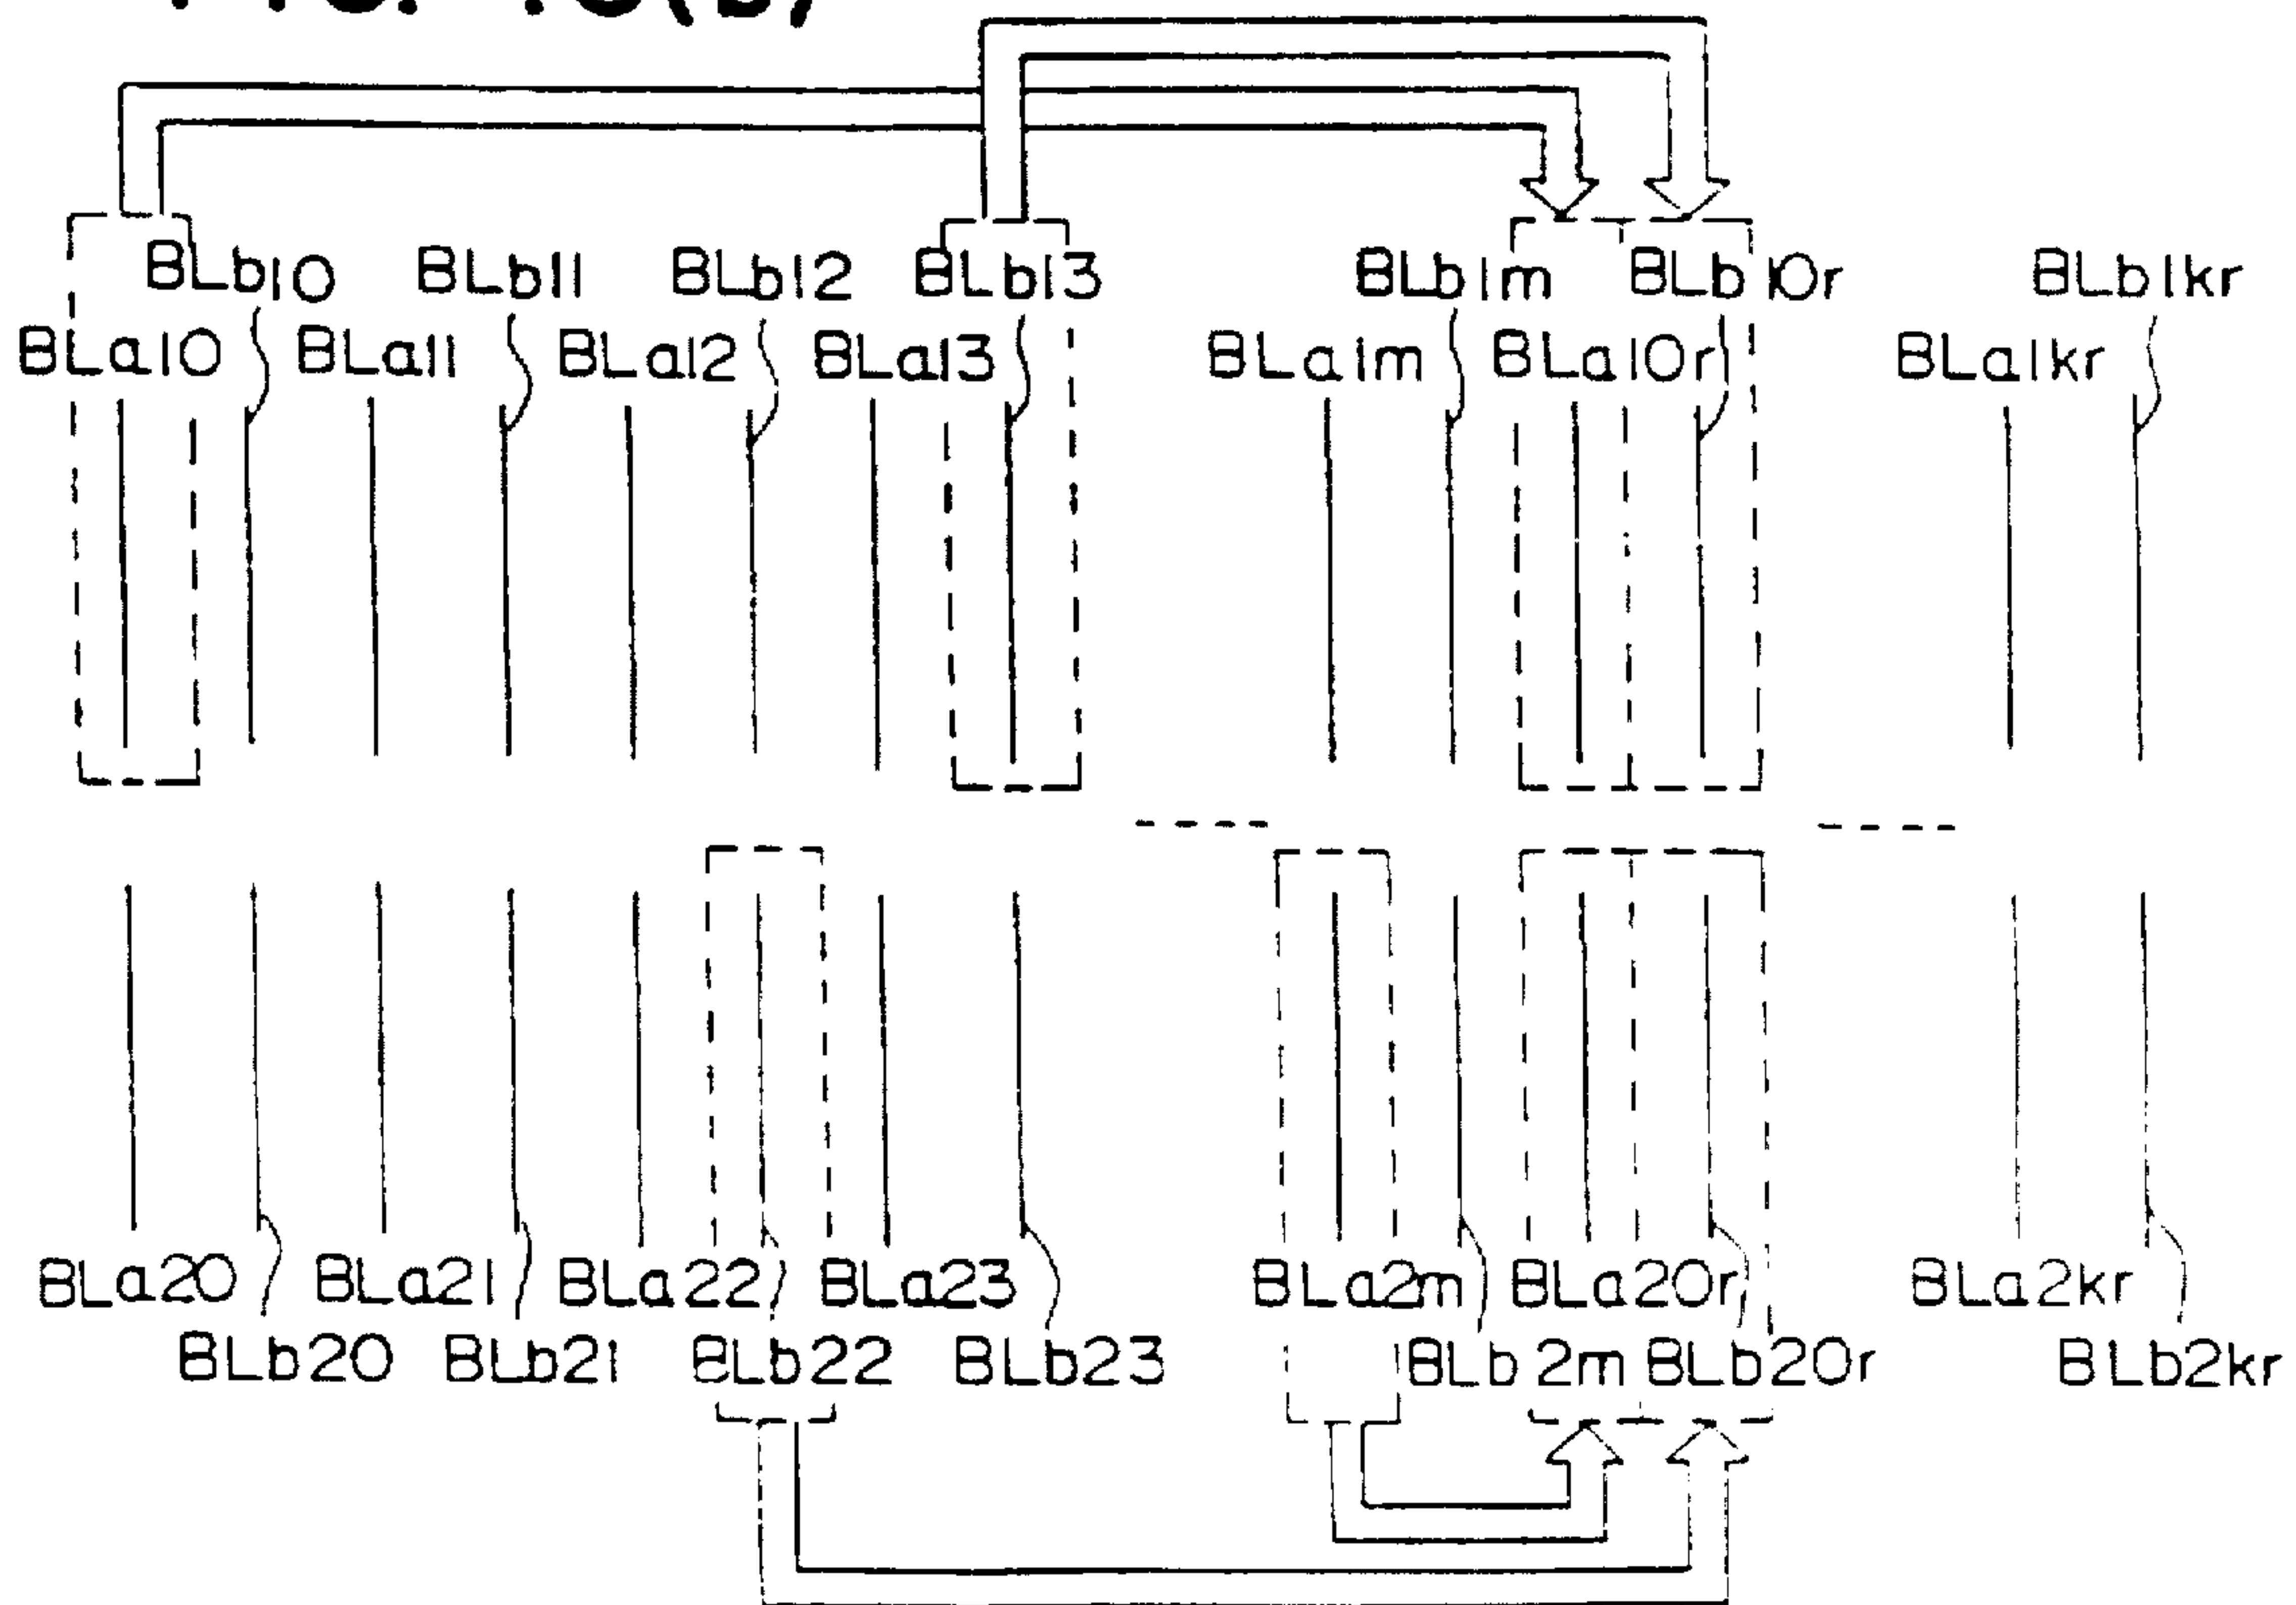 BLb10 BLb11 BLb12 BLb13 BLb1m BLb10r BLb1kr
BLa10 BLa11 BLa12 BLa13 BLa1m BLa10r BLa1kr
BLa20 BLa21 BLa22 BLa23 BLa2m BLa20r BLa2kr
BLb20 BLb21 BLb22 BLb23 BLb2m BLb20r BLb2kr